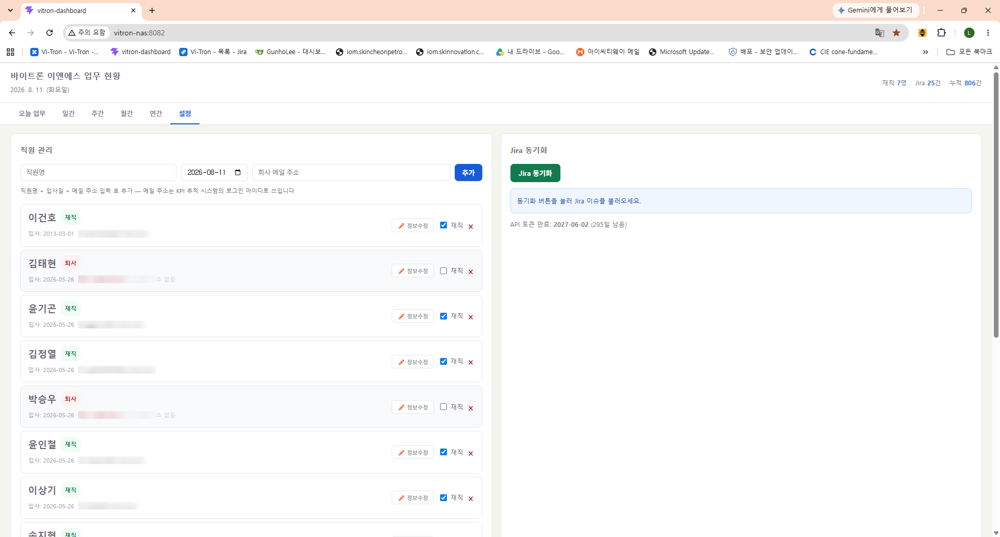 vitron-dashboard
Gemini에게 물어보기
주의 요함
vitron-nas:8082
L
Vi-Tron - Vi-Tron -...
vitron-dashboard
Vi-Tron - 목록 - Jira
GunhoLee - 대시보...
iom.skincheonpetro...
iom.skinnovation.c...
내 드라이브 - Goo...
아이씨티웨이 메일
Microsoft Update...
배포 - 보안 업데이...
CIE cone-fundame...
모든 북마크
바이트론 이앤에스 업무 현황
2026. 8. 11. (화요일)
재직 7명 Jira 25건 누적 806건
오늘 업무 일간 주간 월간 연간 설정
직원 관리
직원명
2026-08-11
회사 메일 주소
추가
직원명 + 입사일 + 메일 주소 입력 후 추가 — 메일 주소는 KPI 추적 시스템의 로그인 아이디로 쓰입니다
이건호 재직
입사: 2013-03-01
정보수정 재직
김태현 퇴사
입사: 2026-05-26 소 없음
정보수정 재직
윤기곤 재직
입사: 2026-05-26
정보수정 재직
김정열 재직
입사: 2026-05-26
정보수정 재직
박승우 퇴사
입사: 2026-05-26 소 없음
정보수정 재직
윤인철 재직
입사: 2026-05-26
정보수정 재직
이상기 재직
입사: 2026-05-26
정보수정 재직
재직
Jira 동기화
Jira 동기화
동기화 버튼을 눌러 Jira 이슈를 불러오세요.
API 토큰 만료: 2027-06-02 (295일 남음)